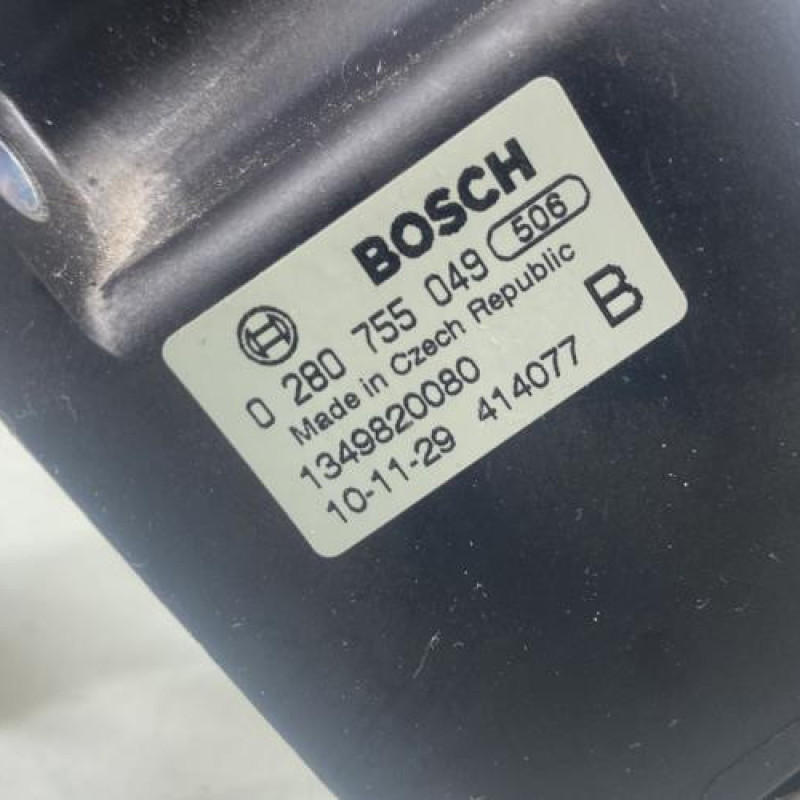 BOSCH
0 280 755 049 506
Made in Czech Republic
1349820080 B
10-11-29 414077